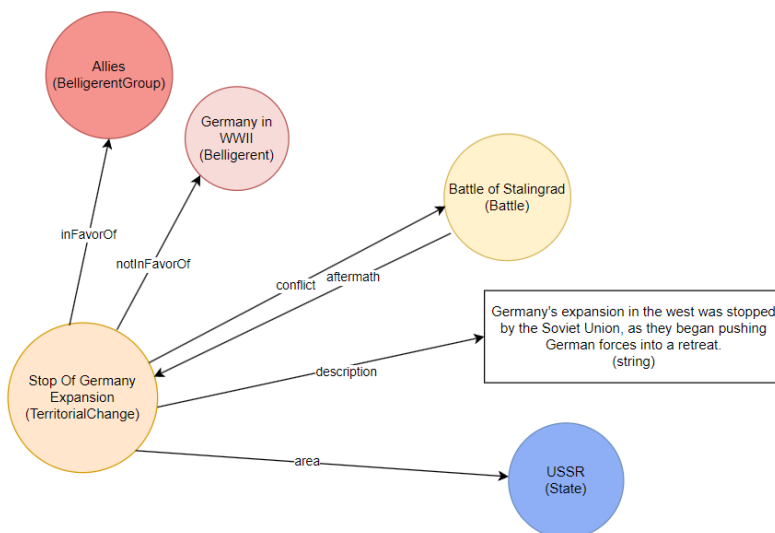 Allies
(BelligerentGroup)
Germany in
WWII
(Belligerent)
Battle of Stalingrad
(Battle)
inFavorOf
notInFavorOf
conflict
aftermath
Germany's expansion in the west was stopped
by the Soviet Union, as they began pushing
German forces into a retreat.
(string)
description
Stop Of Germany
Expansion
(TerritorialChange)
area
USSR
(State)